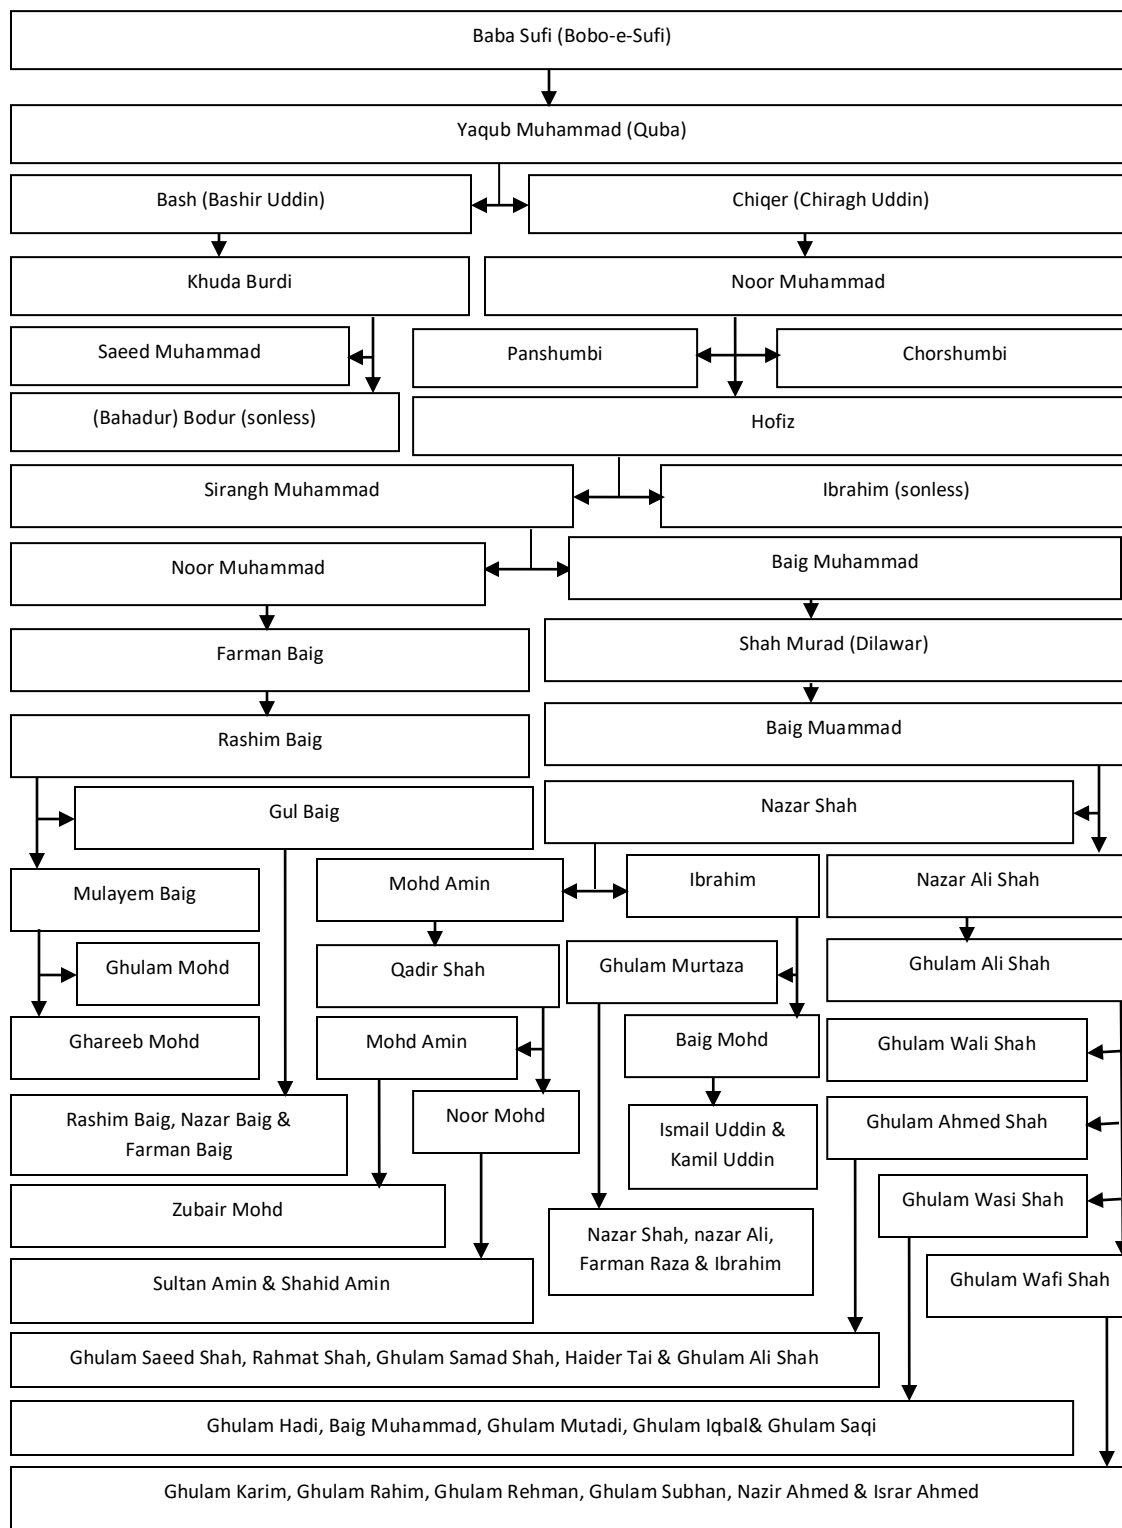 Baba Sufi (Bobo-e-Sufi)
Yaqub Muhammad (Quba)
Bash (Bashir Uddin)
Chiqer (Chiragh Uddin)
Khuda Burdi
Noor Muhammad
Saeed Muhammad
Panshumbi
Chorshumbi
(Bahadur) Bodur (sonless)
Hofiz
Sirangh Muhammad
Ibrahim (sonless)
Noor Muhammad
Baig Muhammad
Farman Baig
Shah Murad (Dilawar)
Rashim Baig
Baig Muammad
Gul Baig
Nazar Shah
Mulayem Baig
Mohd Amin
Ibrahim
Nazar Ali Shah
Ghulam Mohd
Qadir Shah
Ghulam Murtaza
Ghulam Ali Shah
Ghareeb Mohd
Mohd Amin
Baig Mohd
Ghulam Wali Shah
Rashim Baig, Nazar Baig &
Farman Baig
Noor Mohd
Ismail Uddin &
Kamil Uddin
Ghulam Ahmed Shah
Zubair Mohd
Nazar Shah, nazar Ali,
Farman Raza & Ibrahim
Ghulam Wasi Shah
Sultan Amin & Shahid Amin
Ghulam Wafi Shah
Ghulam Saeed Shah, Rahmat Shah, Ghulam Samad Shah, Haider Tai & Ghulam Ali Shah
Ghulam Hadi, Baig Muhammad, Ghulam Mutadi, Ghulam Iqbal& Ghulam Saqi
Ghulam Karim, Ghulam Rahim, Ghulam Rehman, Ghulam Subhan, Nazir Ahmed & Israr Ahmed